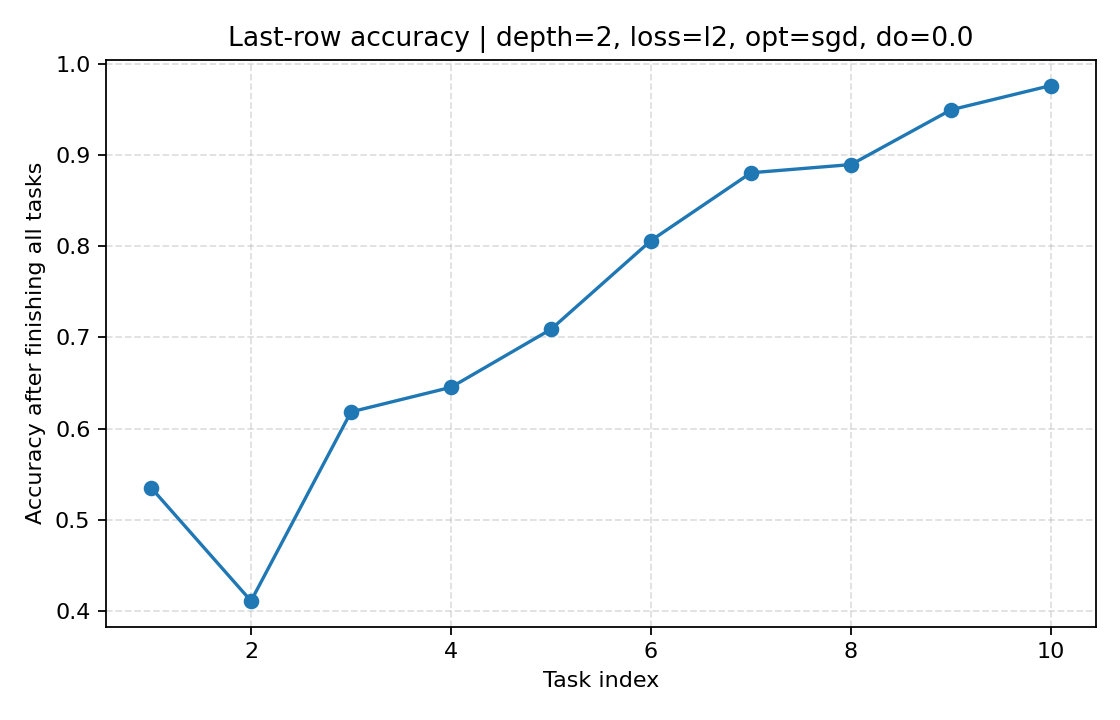 Last-row accuracy | depth=2, loss=l2, opt=sgd, do=0.0
Accuracy after finishing all tasks
1.0
0.9
0.8
0.7
0.6
0.5
0.4
2 4 6 8 10
Task index